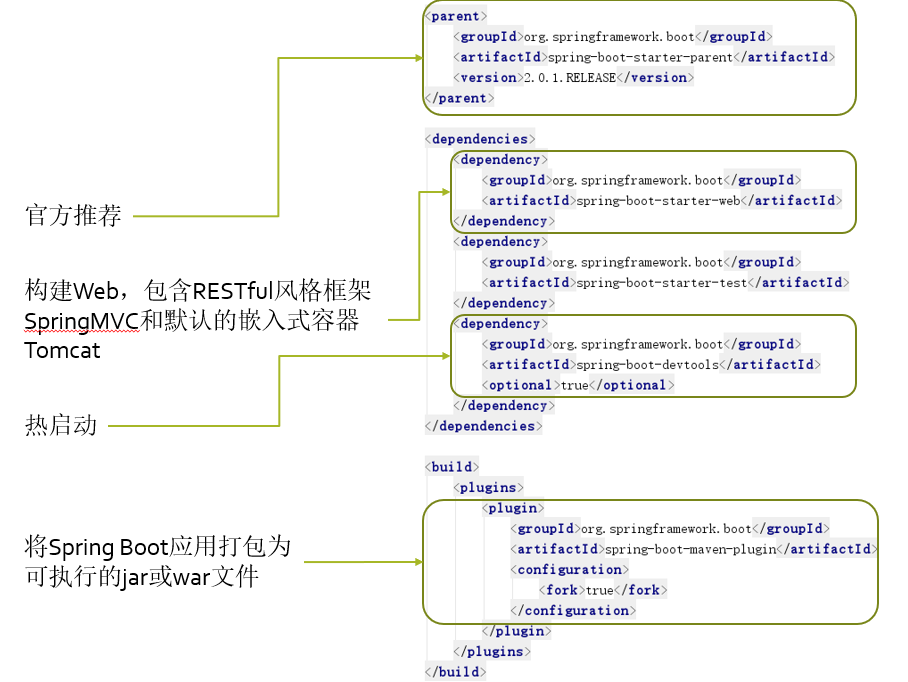 官方推荐
构建Web，包含RESTful风格框架
SpringMVC和默认的嵌入式容器
Tomcat
热启动
将Spring Boot应用打包为
可执行的jar或war文件
<parent>
<groupId>org.springframework.boot</groupId>
<artifactId>spring-boot-starter-parent</artifactId>
<version>2.0.1.RELEASE</version>
</parent>
<dependencies>
<dependency>
<groupId>org.springframework.boot</groupId>
<artifactId>spring-boot-starter-web</artifactId>
</dependency>
<dependency>
<groupId>org.springframework.boot</groupId>
<artifactId>spring-boot-starter-test</artifactId>
</dependency>
<dependency>
<groupId>org.springframework.boot</groupId>
<artifactId>spring-boot-devtools</artifactId>
<optional>true</optional>
</dependency>
</dependencies>
<build>
<plugins>
<plugin>
<groupId>org.springframework.boot</groupId>
<artifactId>spring-boot-maven-plugin</artifactId>
<configuration>
<fork>true</fork>
</configuration>
</plugin>
</plugins>
</build>